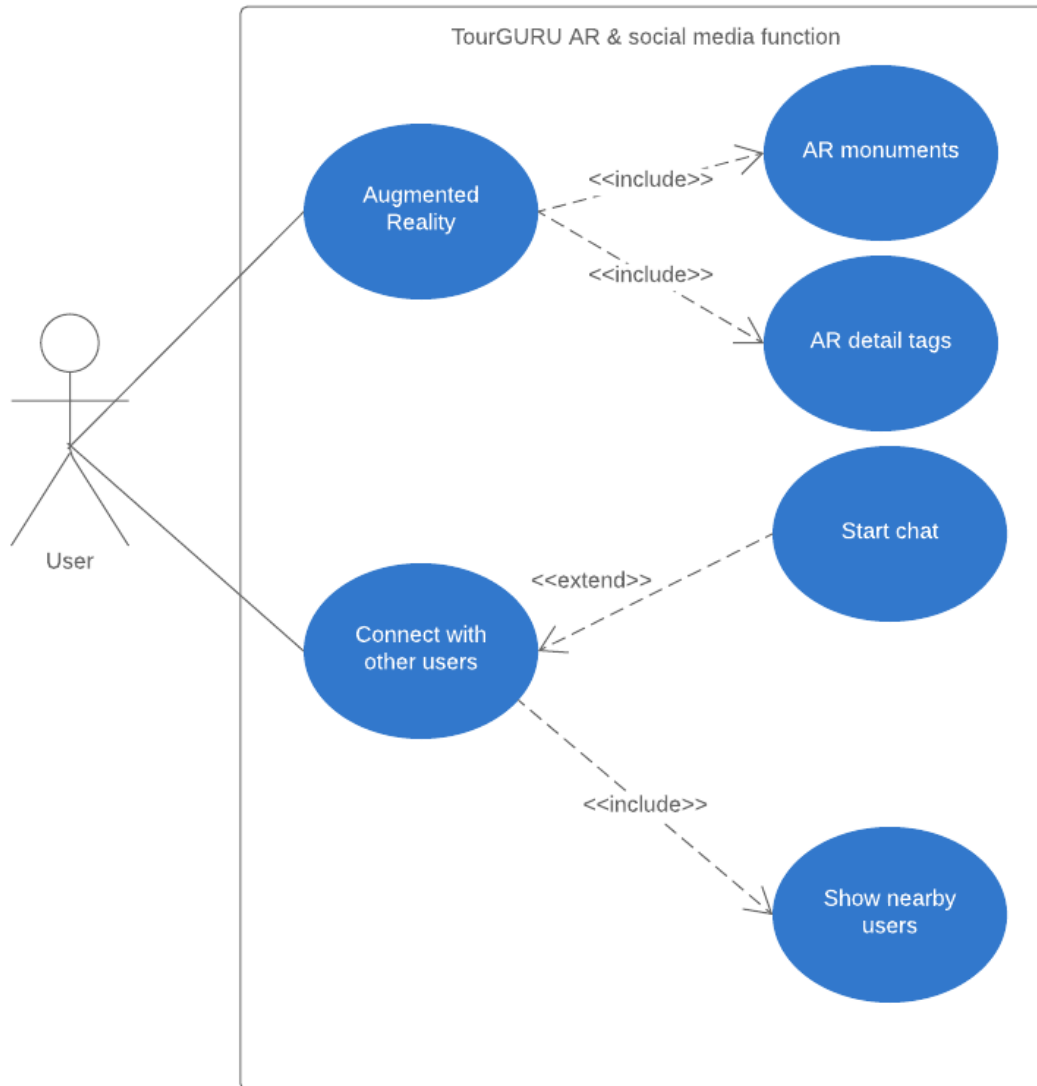 TourGURU AR & social media function
AR monuments
Augmented
Reality
<<include>>
<<include>>
AR detail tags
User
Start chat
<<extend>>
Connect with
other users
<<include>>
Show nearby
users